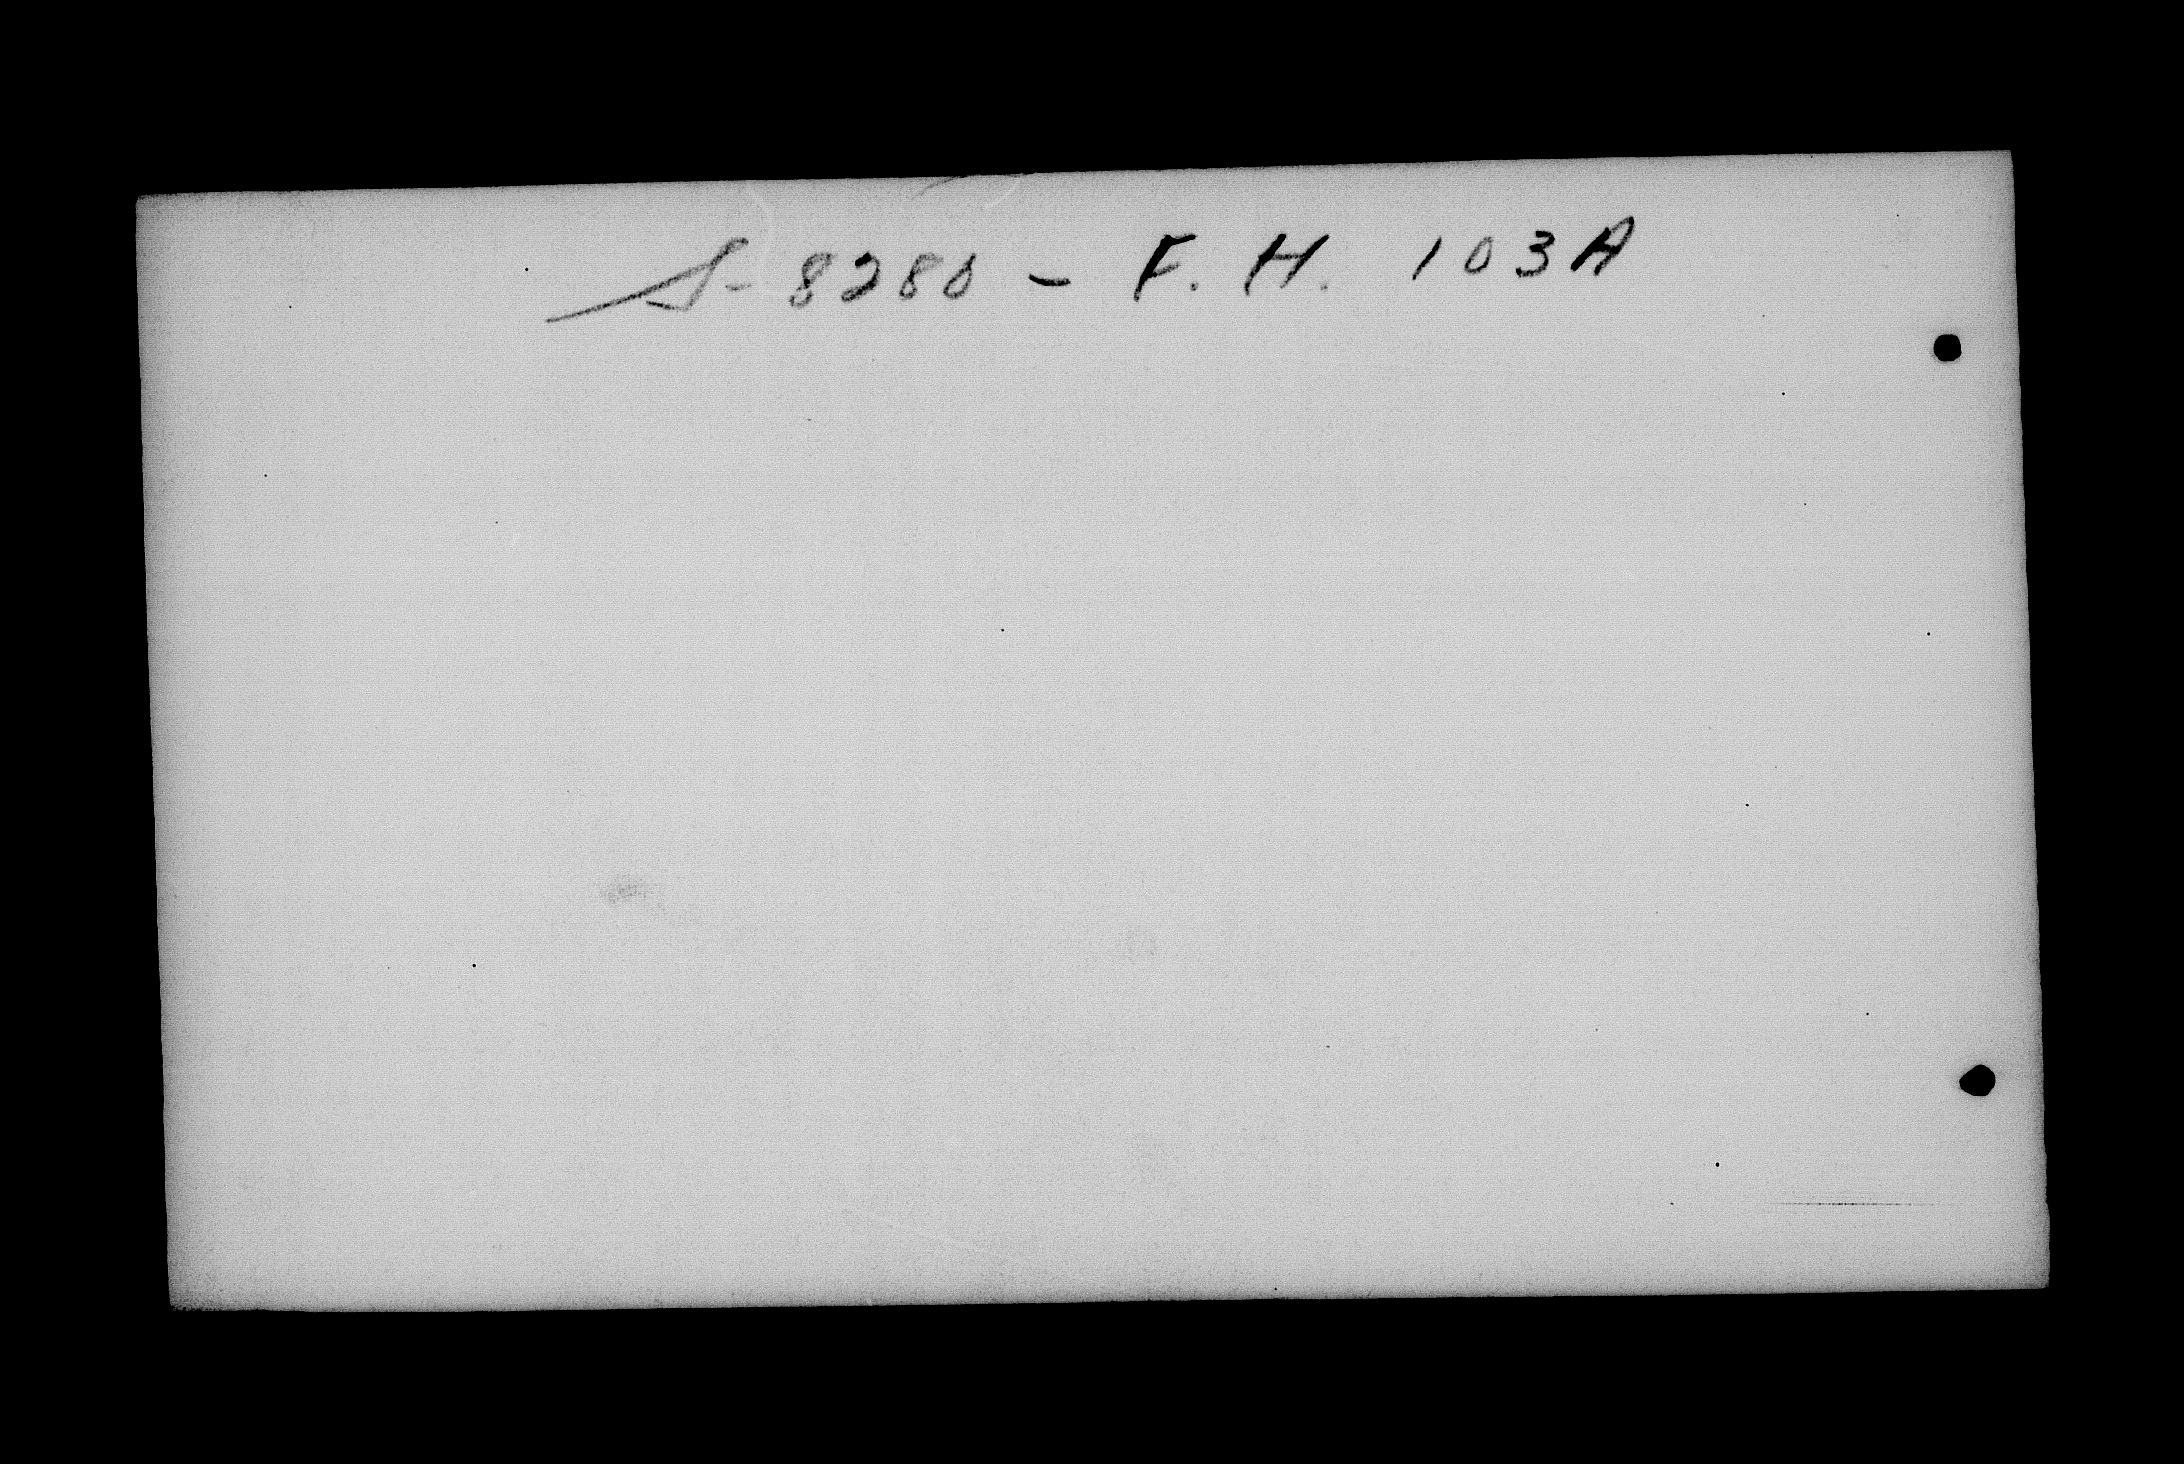 S- 8280 - F. H. 103A